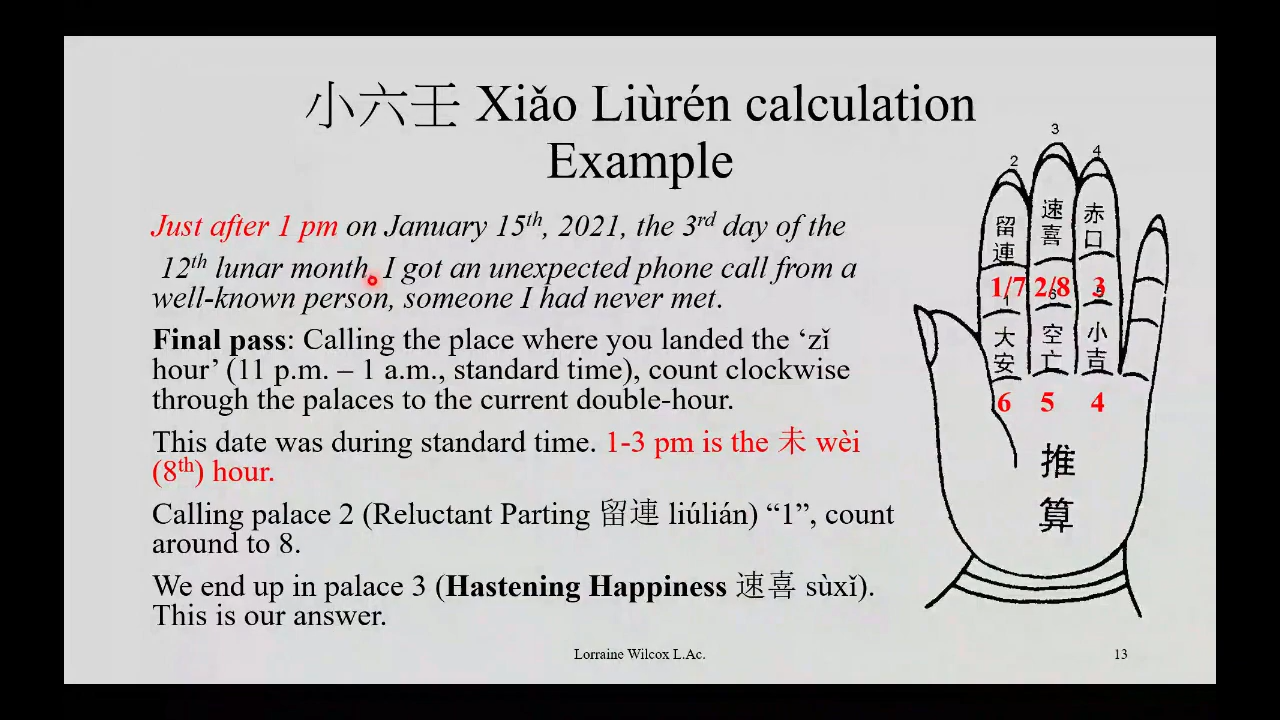 小六壬 Xiǎo Liùrén calculation
Example
Just after 1 pm on January 15th, 2021, the 3rd day of the
12th lunar month, I got an unexpected phone call from a
well-known person, someone I had never met.
Final pass: Calling the place where you landed the ‘zǐ
hour’ (11 p.m. – 1 a.m., standard time), count clockwise
through the palaces to the current double-hour.
This date was during standard time. 1-3 pm is the 未 wèi
(8th) hour.
Calling palace 2 (Reluctant Parting 留連 liúlián) “1”, count
around to 8.
We end up in palace 3 (Hastening Happiness 速喜 sùxǐ).
This is our answer.
2
3
4
留連
速喜
赤口
1/7
2/8
3
大安
空亡
小吉
6
5
4
推
算
Lorraine Wilcox L.Ac.
13